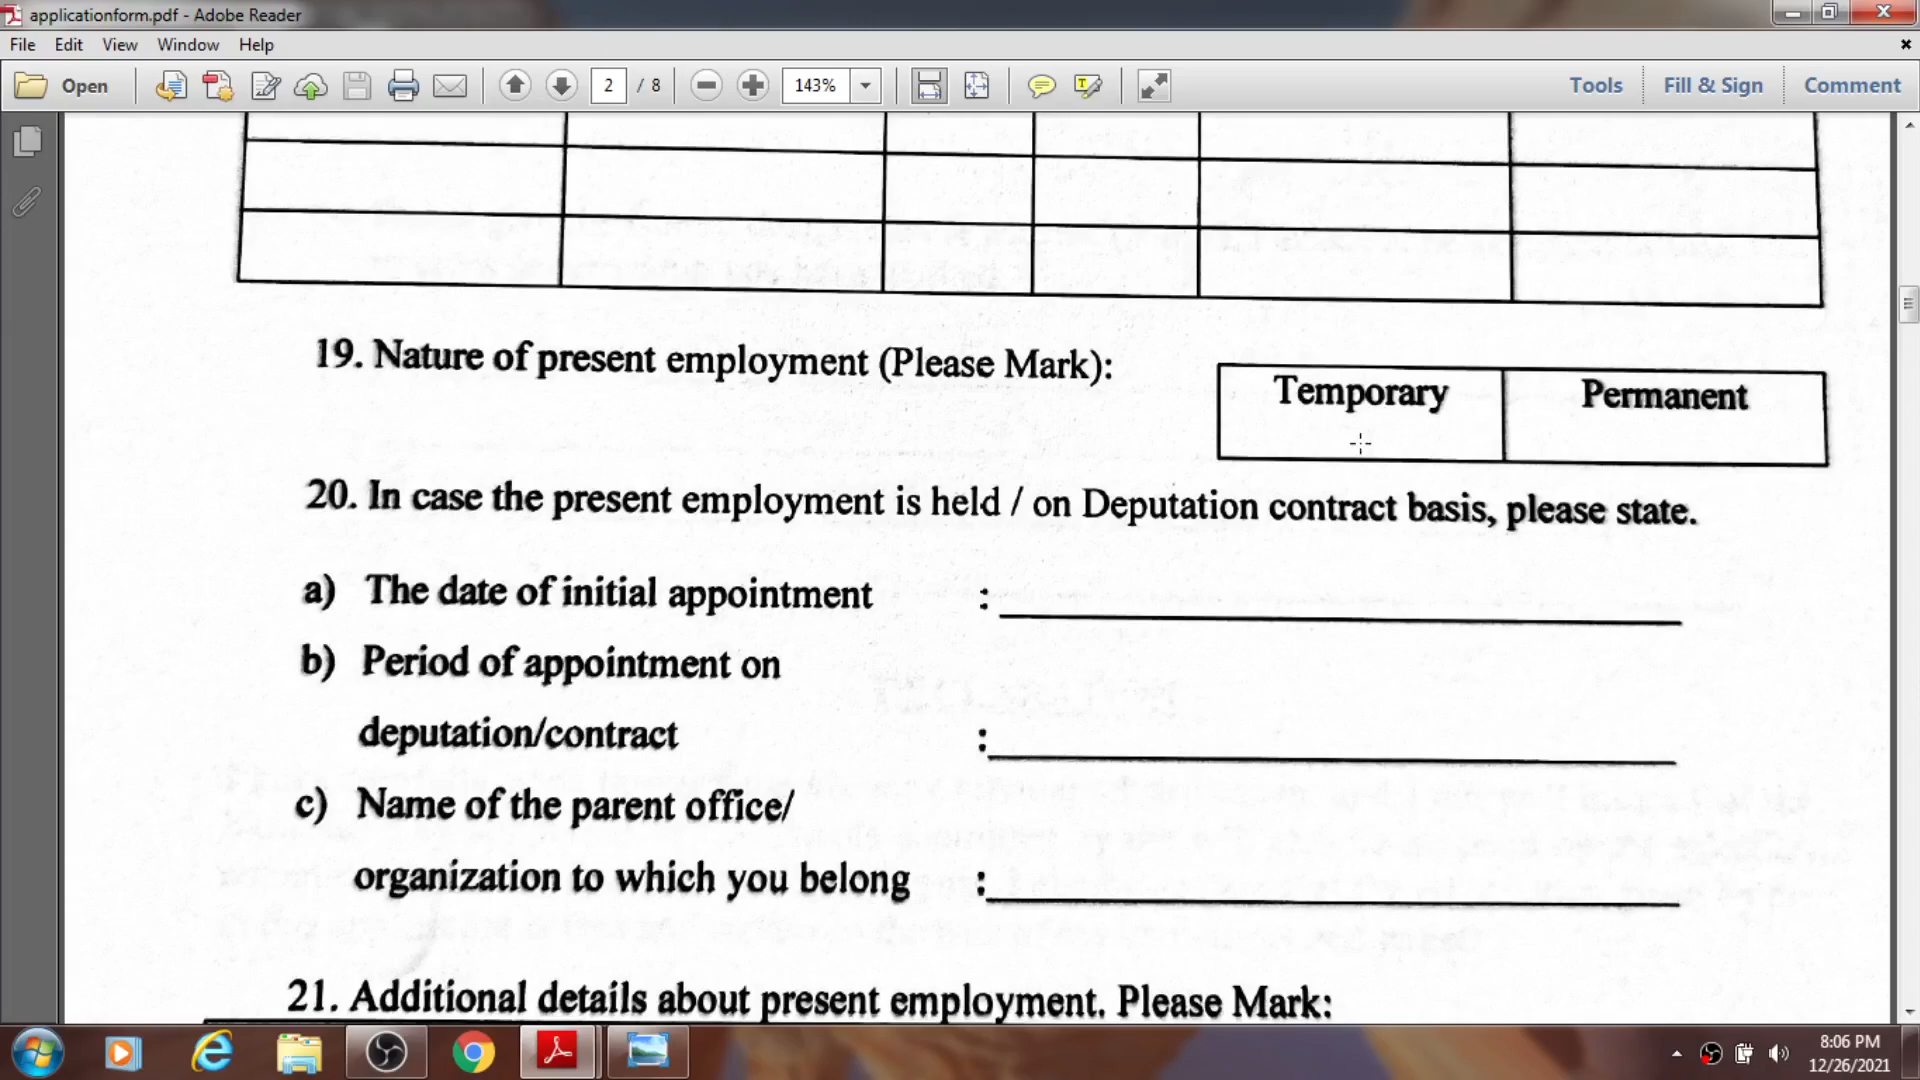 applicationform.pdf - Adobe Reader
File Edit View Window Help
Open 2 / 8 143% Tools Fill & Sign Comment
19. Nature of present employment (Please Mark):
Temporary Permanent
20. In case the present employment is held / on Deputation contract basis, please state.
a) The date of initial appointment :
b) Period of appointment on
deputation/contract :
c) Name of the parent office/
organization to which you belong :
21. Additional details about present employment. Please Mark:
8:06 PM
12/26/2021